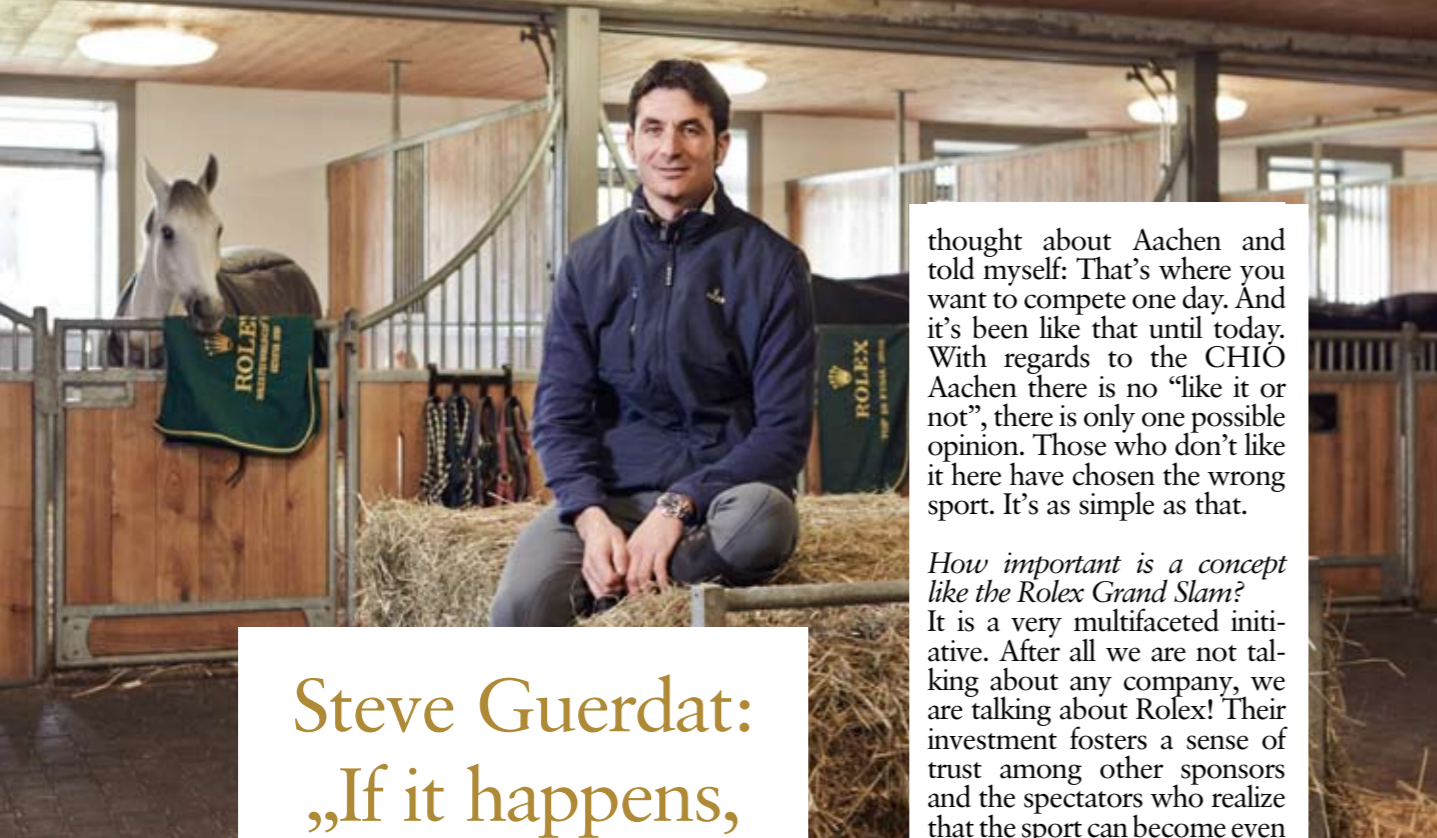 ROLEX
ROLEX
Steve Guerdat:
„If it happens,
thought about Aachen and
told myself: That’s where you
want to compete one day. And
it’s been like that until today.
With regards to the CHIO
Aachen there is no “like it or
not”, there is only one possible
opinion. Those who don’t like
it here have chosen the wrong
sport. It’s as simple as that.
How important is a concept
like the Rolex Grand Slam?
It is a very multifaceted initi-
ative. After all we are not tal-
king about any company, we
are talking about Rolex! Their
investment fosters a sense of
trust among other sponsors
and the spectators who realize
that the sport can become even